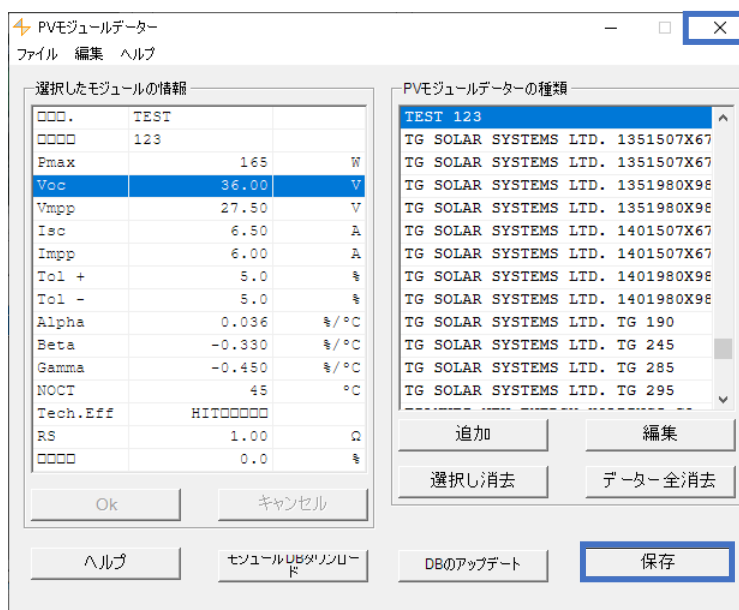 PVモジュールデーター
ファイル 編集 ヘルプ
選択したモジュールの情報
□□□. TEST
□□□□ 123
Pmax 165 W
Voc 36.00 V
Vmpp 27.50 V
Isc 6.50 A
Impp 6.00 A
Tol + 5.0 %
Tol - 5.0 %
Alpha 0.036 %/°C
Beta -0.330 %/°C
Gamma -0.450 %/°C
NOCT 45 °C
Tech.Eff HIT□□□□□
RS 1.00 Ω
□□□□ 0.0 %
Ok キャンセル
PVモジュールデーターの種類
TEST 123
TG SOLAR SYSTEMS LTD. 1351507X67
TG SOLAR SYSTEMS LTD. 1351507X67
TG SOLAR SYSTEMS LTD. 1351980X98
TG SOLAR SYSTEMS LTD. 1351980X98
TG SOLAR SYSTEMS LTD. 1401507X67
TG SOLAR SYSTEMS LTD. 1401507X67
TG SOLAR SYSTEMS LTD. 1401980X98
TG SOLAR SYSTEMS LTD. 1401980X98
TG SOLAR SYSTEMS LTD. TG 190
TG SOLAR SYSTEMS LTD. TG 245
TG SOLAR SYSTEMS LTD. TG 285
TG SOLAR SYSTEMS LTD. TG 295
追加 編集
選択し消去 データー全消去
ヘルプ
モジュールDBダウンロー
ド
DBのアップデート
保存